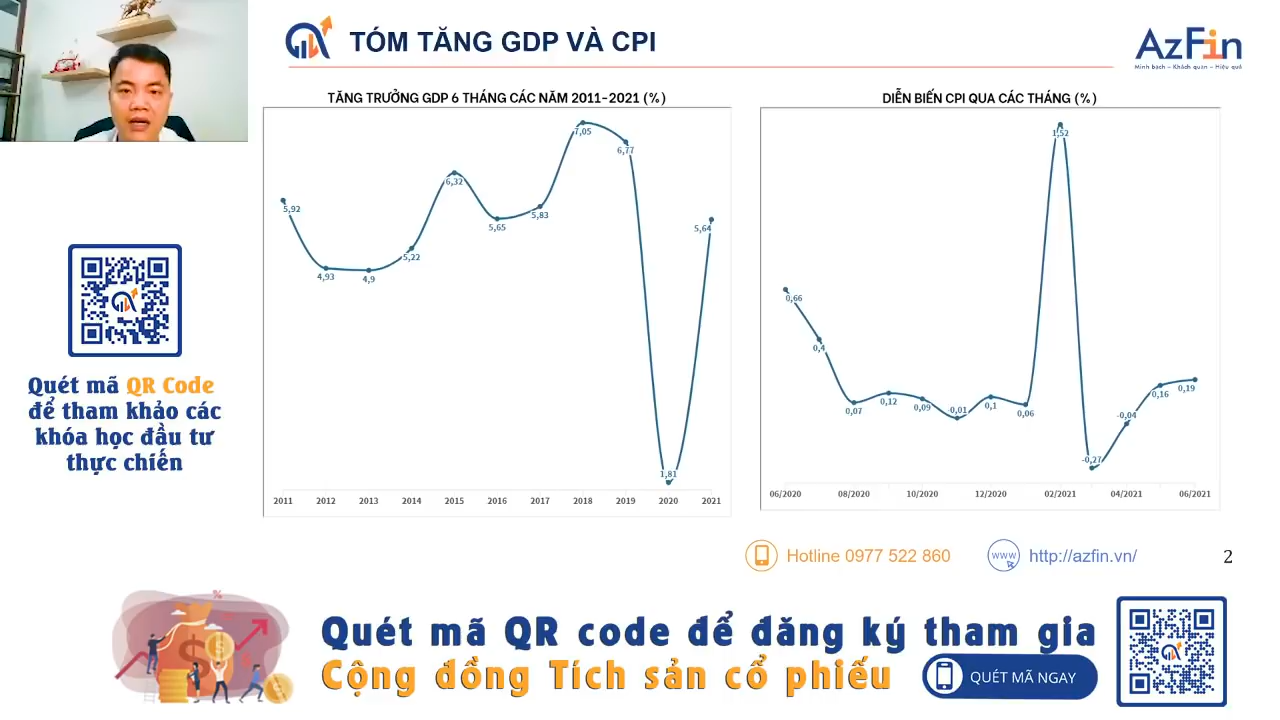 TÓM TĂNG GDP VÀ CPI
AzFin
Minh bạch - Khách quan - Hiệu quả
TĂNG TRƯỞNG GDP 6 THÁNG CÁC NĂM 2011-2021 (%)
5,92
4,93
4,9
5,22
6,32
5,65
5,83
7,05
6,77
1,81
5,64
2011 2012 2013 2014 2015 2016 2017 2018 2019 2020 2021
DIỄN BIẾN CPI QUA CÁC THÁNG (%)
0,66
0,4
0,07
0,12
0,09
-0,01
0,1
0,06
1,52
-0,27
-0,04
0,16
0,19
06/2020 08/2020 10/2020 12/2020 02/2021 04/2021 06/2021
Quét mã QR Code
để tham khảo các
khóa học đầu tư
thực chiến
Hotline 0977 522 860
www
http://azfin.vn/
2
Quét mã QR code để đăng ký tham gia
Cộng đồng Tích sản cổ phiếu
QUÉT MÃ NGAY